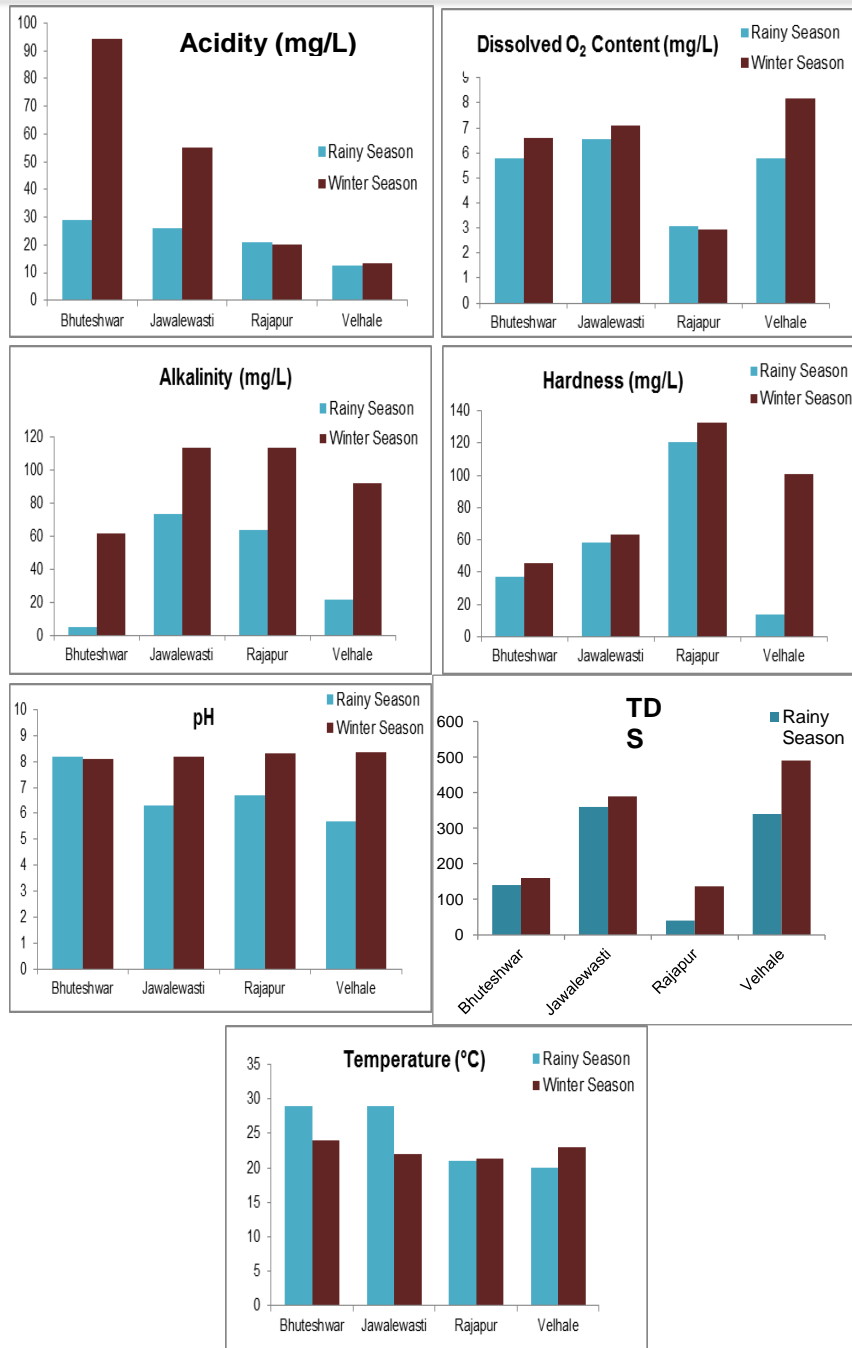 Acidity (mg/L)
100
90
80
70
60
50
40
30
20
10
0
Rainy Season
Winter Season
Bhuteshwar Jawalewasti Rajapur Velhale
Dissolved O₂ Content (mg/L)
Rainy Season
Winter Season
9
8
7
6
5
4
3
2
1
0
Bhuteshwar Jawalewasti Rajapur Velhale
Alkalinity (mg/L)
Rainy Season
Winter Season
120
100
80
60
40
20
0
Bhuteshwar Jawalewasti Rajapur Velhale
Hardness (mg/L)
Rainy Season
Winter Season
140
120
100
80
60
40
20
0
Bhuteshwar Jawalewasti Rajapur Velhale
pH
Rainy Season
Winter Season
10
9
8
7
6
5
4
3
2
1
0
Bhuteshwar Jawalewasti Rajapur Velhale
TD
S
Rainy
Season
600
500
400
300
200
100
0
Bhuteshwar Jawalewasti Rajapur Velhale
Temperature (°C)
Rainy Season
Winter Season
35
30
25
20
15
10
5
0
Bhuteshwar Jawalewasti Rajapur Velhale